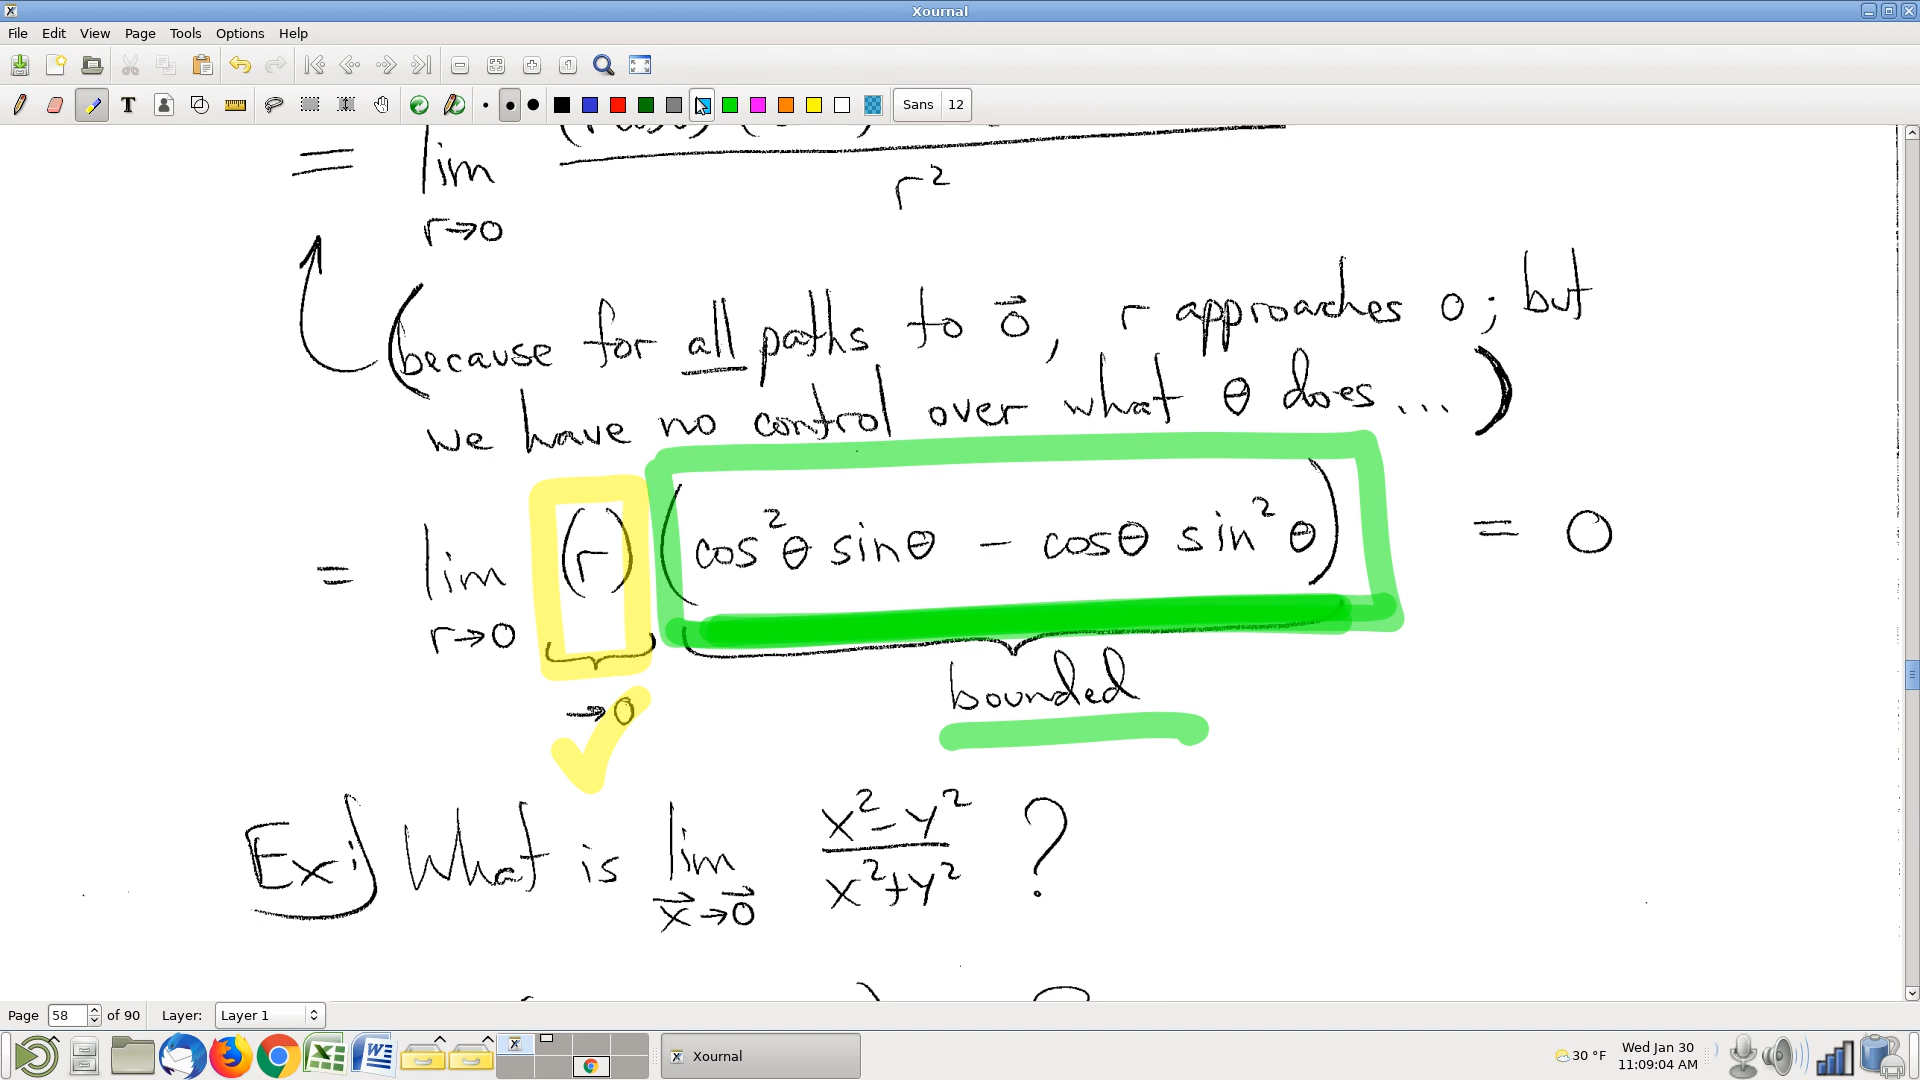 Xournal
File Edit View Page Tools Options Help
Sans 12
= lim
r→0 r²
(because for all paths to 0⃗, r approaches 0; but
we have no control over what θ does...)
= lim (r) (cos²θ sinθ − cosθ sin²θ) = 0
r→0
→0 bounded
Ex: What is lim x²−y² / x²+y² ?
x⃗→0⃗
Page 58 of 90 Layer: Layer 1
Xournal
30 °F
Wed Jan 30
11:09:04 AM